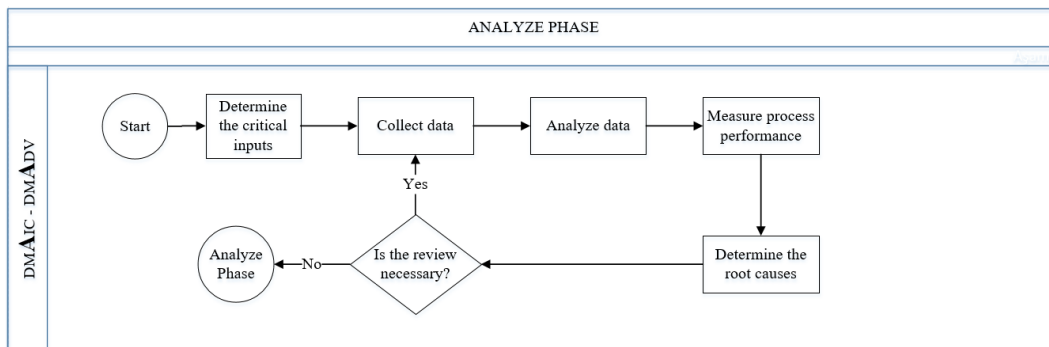 ANALYZE PHASE
DMAIC - DMADV
Start
Determine
the critical
inputs
Collect data
Analyze data
Measure process
performance
Yes
Analyze
Phase
No
Is the review
necessary?
Determine the
root causes